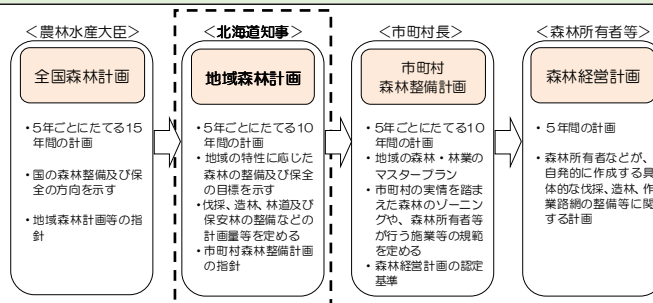 <農林水産大臣>
全国森林計画
・5年ごとにたてる15
年間の計画
・国の森林整備及び保
全の方向を示す
・地域森林計画等の指
針
<北海道知事>
地域森林計画
・5年ごとにたてる10
年間の計画
・地域の特性に応じた
森林の整備及び保全
の目標を示す
・伐採、造林、林道及び
保安林の整備などの
計画量等を定める
・市町村森林整備計画
の指針
<市町村長>
市町村
森林整備計画
・5年ごとにたてる10
年間の計画
・地域の森林・林業の
マスタープラン
・市町村の実情を踏ま
えた森林のゾーニン
グや、森林所有者等
が行う施業等の規範
を定める
・森林経営計画の認定
基準
<森林所有者等>
森林経営計画
・５年間の計画
・森林所有者などが、
自発的に作成する具
体的な伐採、造林、作
業路網の整備等に関
する計画